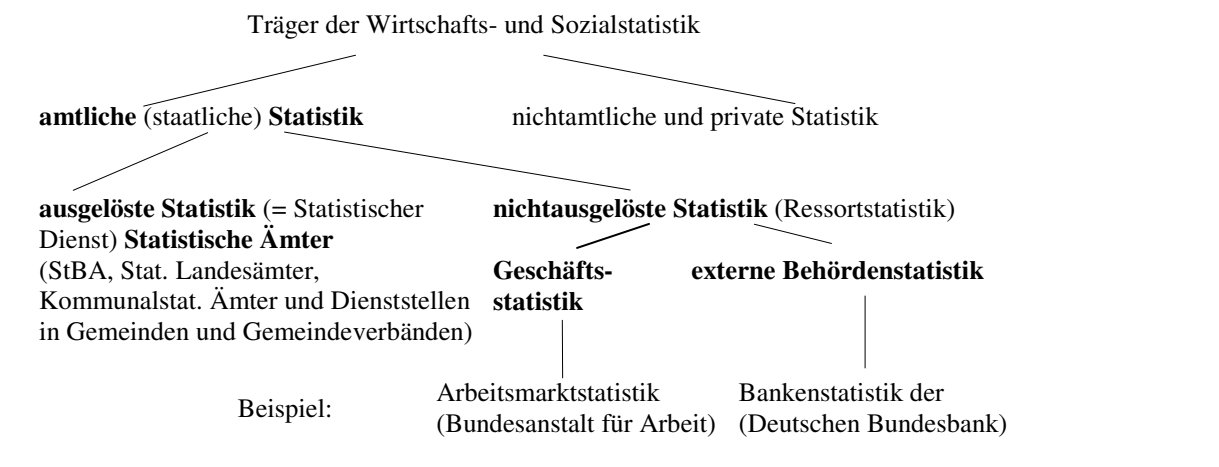 Träger der Wirtschafts- und Sozialstatistik
amtliche (staatliche) Statistik
nichtamtliche und private Statistik
ausgelöste Statistik (= Statistischer
Dienst) Statistische Ämter
(StBA, Stat. Landesämter,
Kommunalstat. Ämter und Dienststellen
in Gemeinden und Gemeindeverbänden)
nichtausgelöste Statistik (Ressortstatistik)
Geschäfts-
statistik
externe Behördenstatistik
Beispiel:
Arbeitsmarktstatistik
(Bundesanstalt für Arbeit)
Bankenstatistik der
(Deutschen Bundesbank)